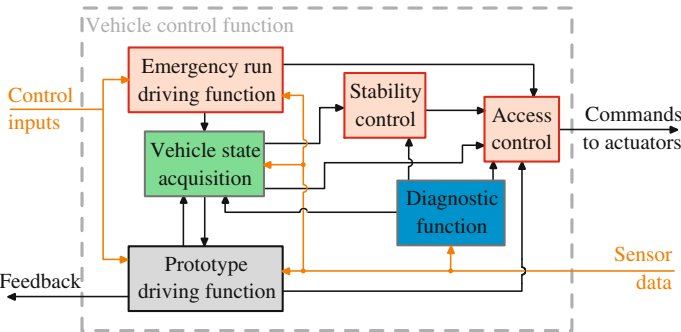 Vehicle control function
Emergency run
driving function
Control
inputs
Stability
control
Access
control
Commands
to actuators
Vehicle state
acquisition
Diagnostic
function
Prototype
driving function
Sensor
data
Feedback